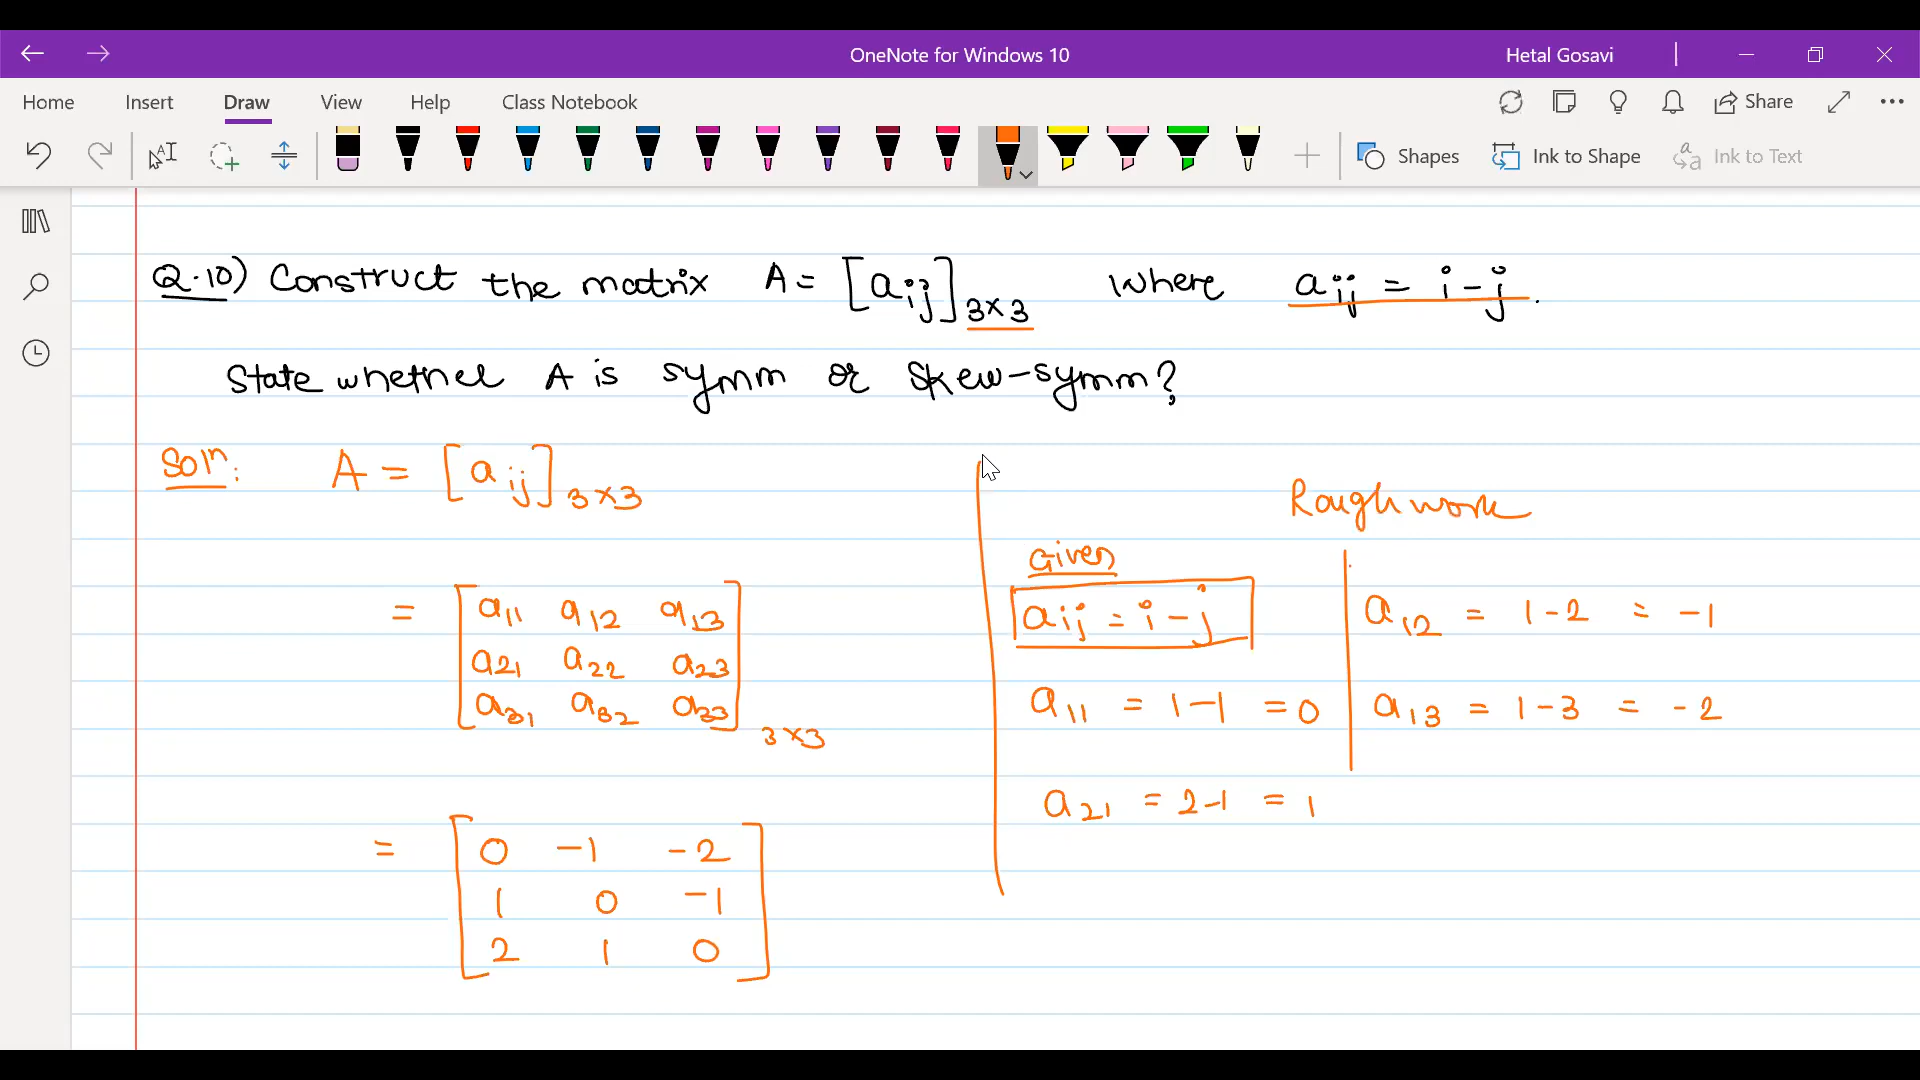 OneNote for Windows 10
Hetal Gosavi
Home Insert Draw View Help Class Notebook Share
Shapes Ink to Shape Ink to Text
Q.10) Construct the matrix A = [aij]3×3 where aij = i-j.
State whether A is symm or skew-symm?
Soln: A = [aij]3×3
= [a11 a12 a13
a21 a22 a23
a31 a32 a33]3×3
= [0 -1 -2
1 0 -1
2 1 0]
Rough work
Given
aij = i-j
a11 = 1-1 = 0
a21 = 2-1 = 1
a12 = 1-2 = -1
a13 = 1-3 = -2